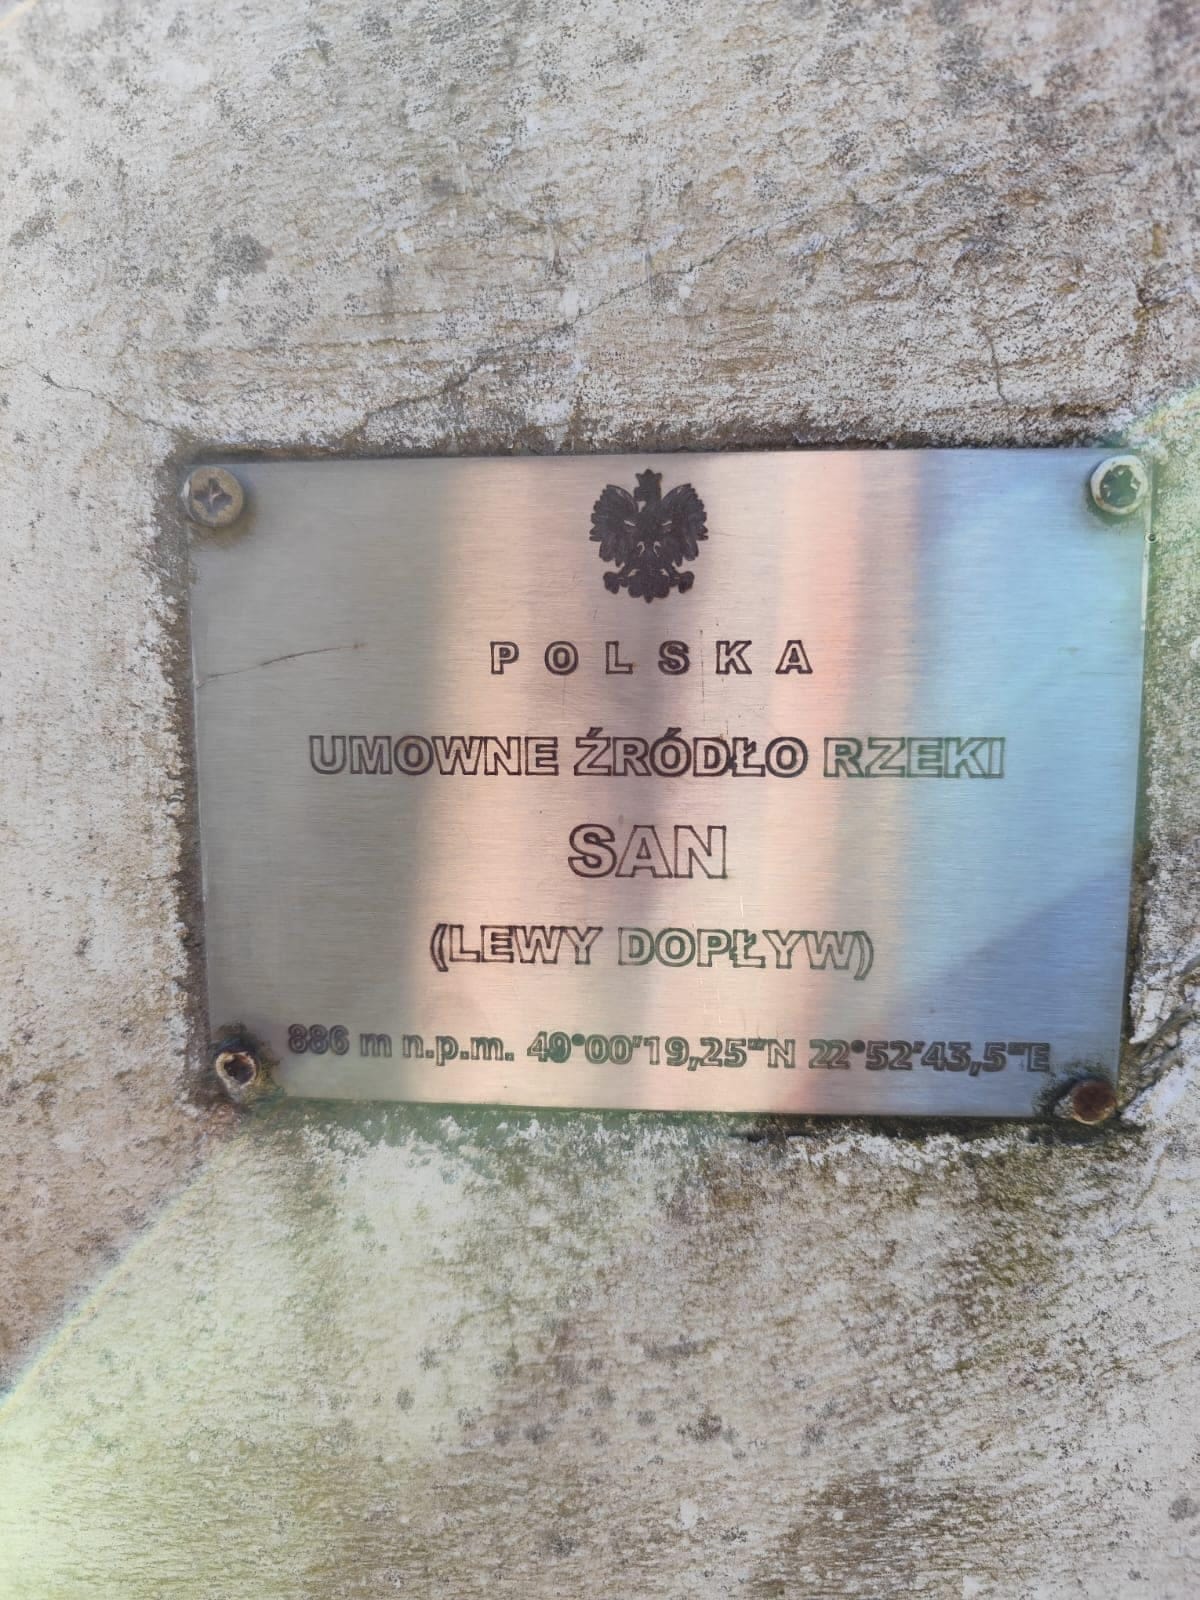 POLSKA
UMOWNE ŹRÓDŁO RZEKI
SAN
(LEWY DOPŁYW)
886 m n.p.m. 49°00'19,25"N 22°52'43,5"E